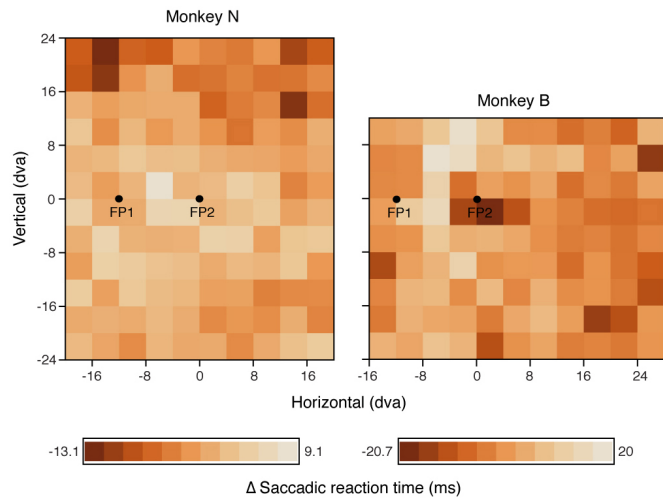 Monkey N
24
16
8
0
-8
-16
-24
Vertical (dva)
FP1
FP2
-16
-8
0
8
16
Monkey B
FP1
FP2
-16
-8
0
8
16
24
Horizontal (dva)
-13.1
9.1
-20.7
20
Δ Saccadic reaction time (ms)